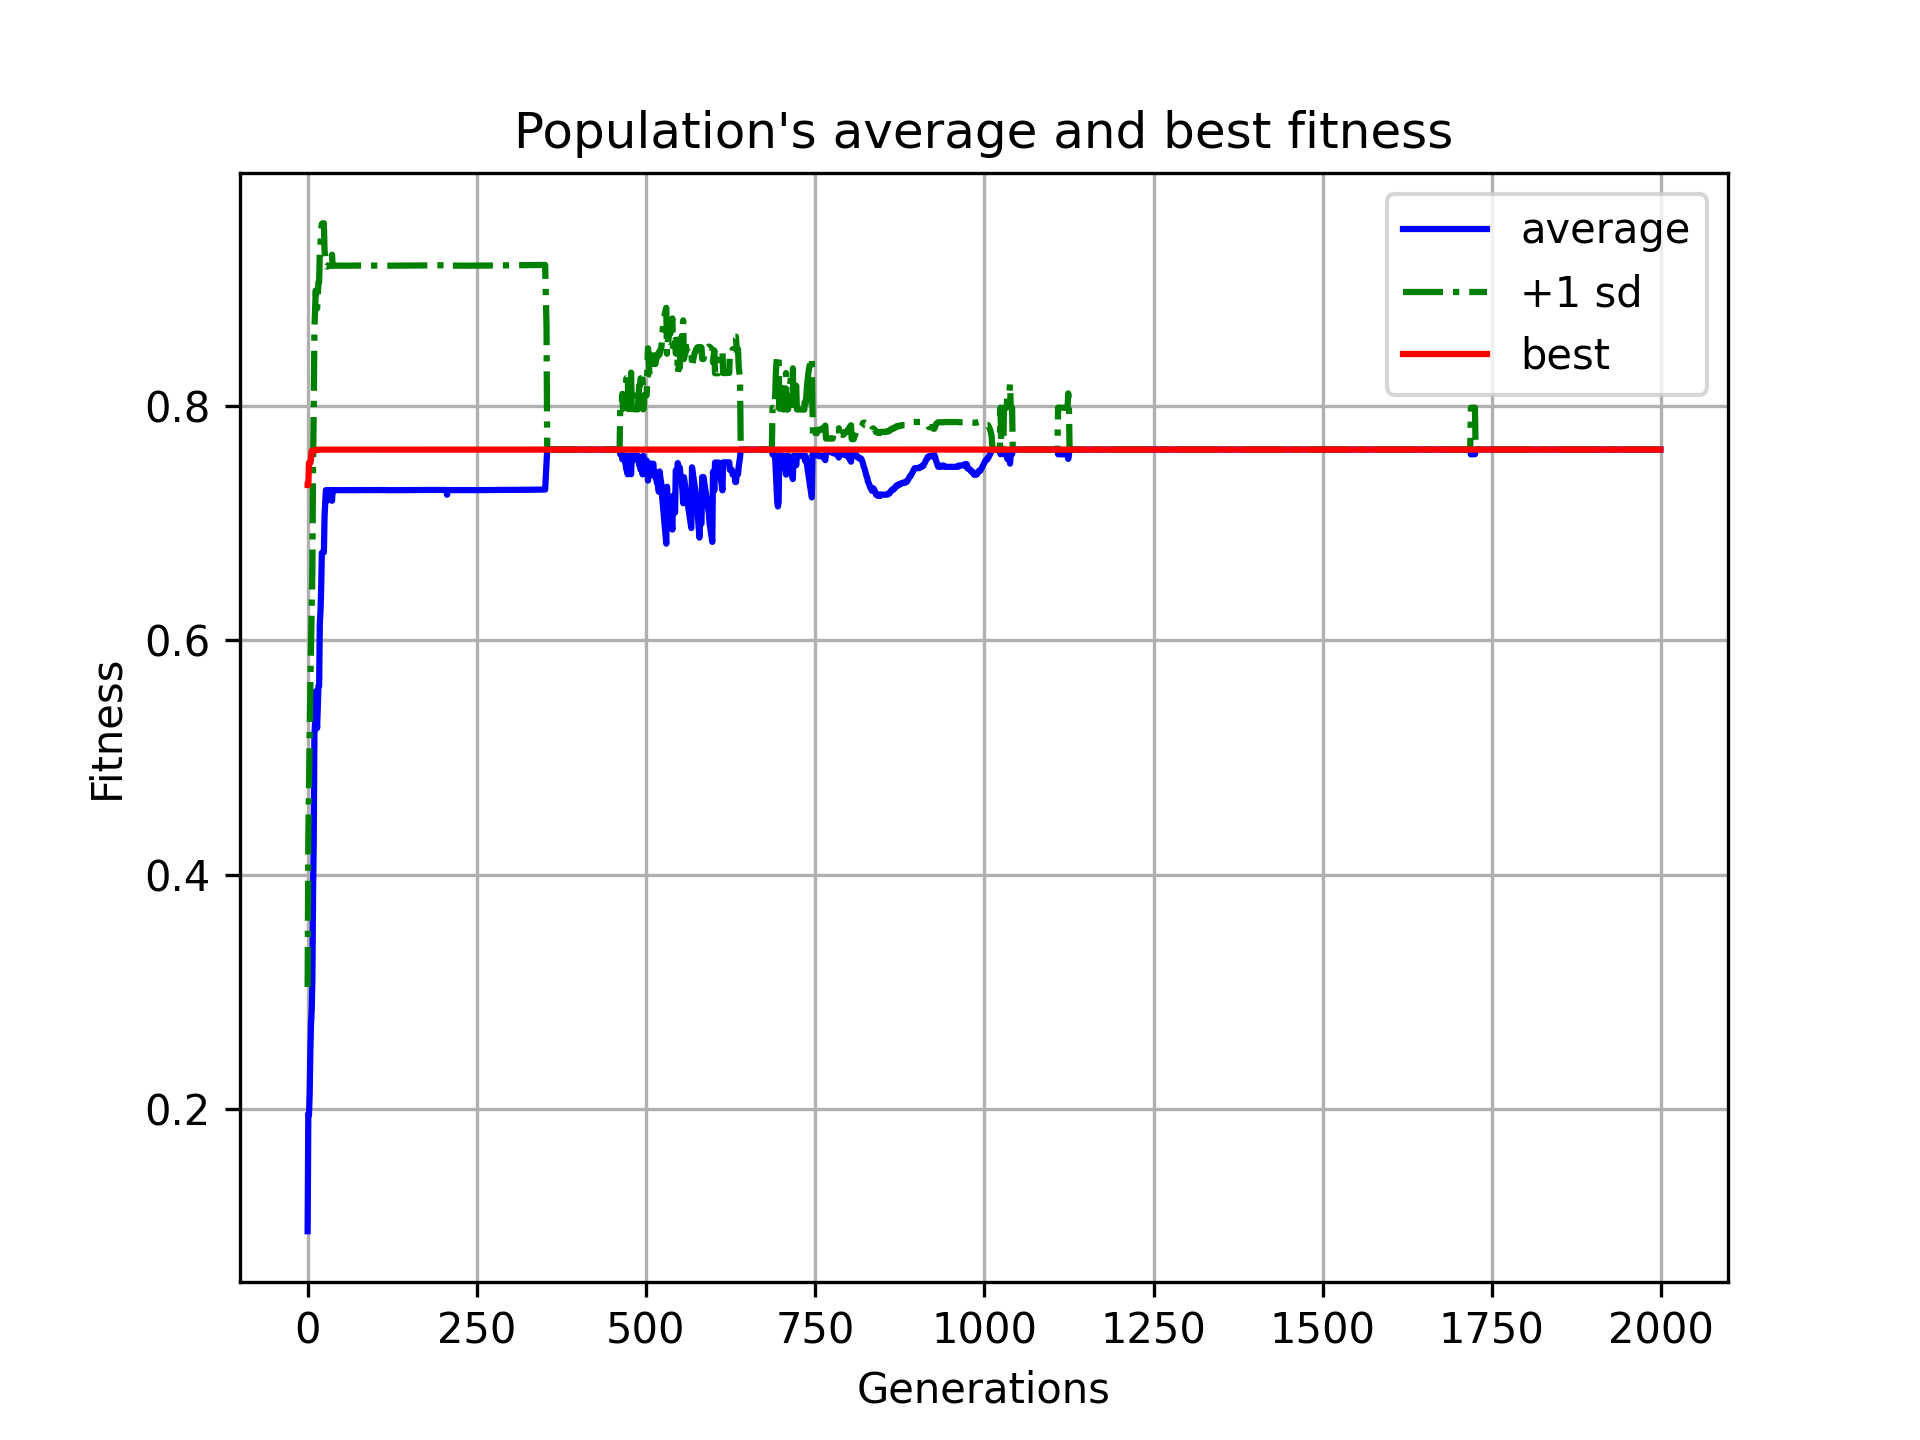 Population's average and best fitness
average
+1 sd
best
Fitness
0.8
0.6
0.4
0.2
0 250 500 750 1000 1250 1500 1750 2000
Generations